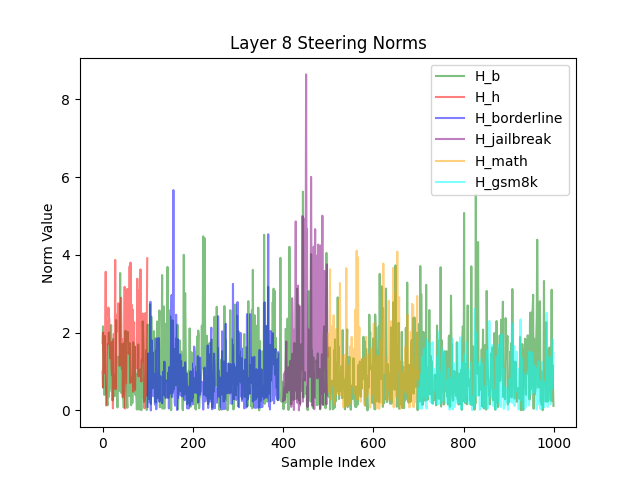 Layer 8 Steering Norms
H_b
H_h
H_borderline
H_jailbreak
H_math
H_gsm8k
Norm Value
8
6
4
2
0
0
200
400
600
800
1000
Sample Index